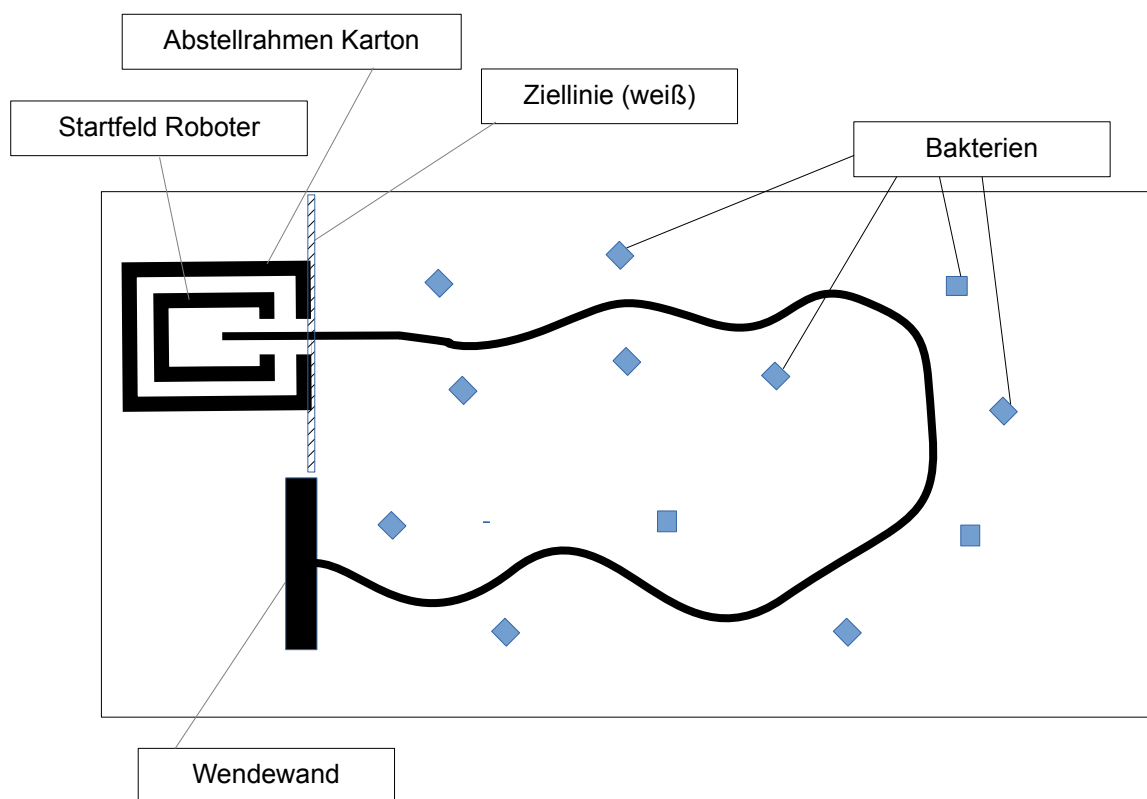 Abstellrahmen Karton
Ziellinie (weiß)
Startfeld Roboter
Bakterien
Wendewand